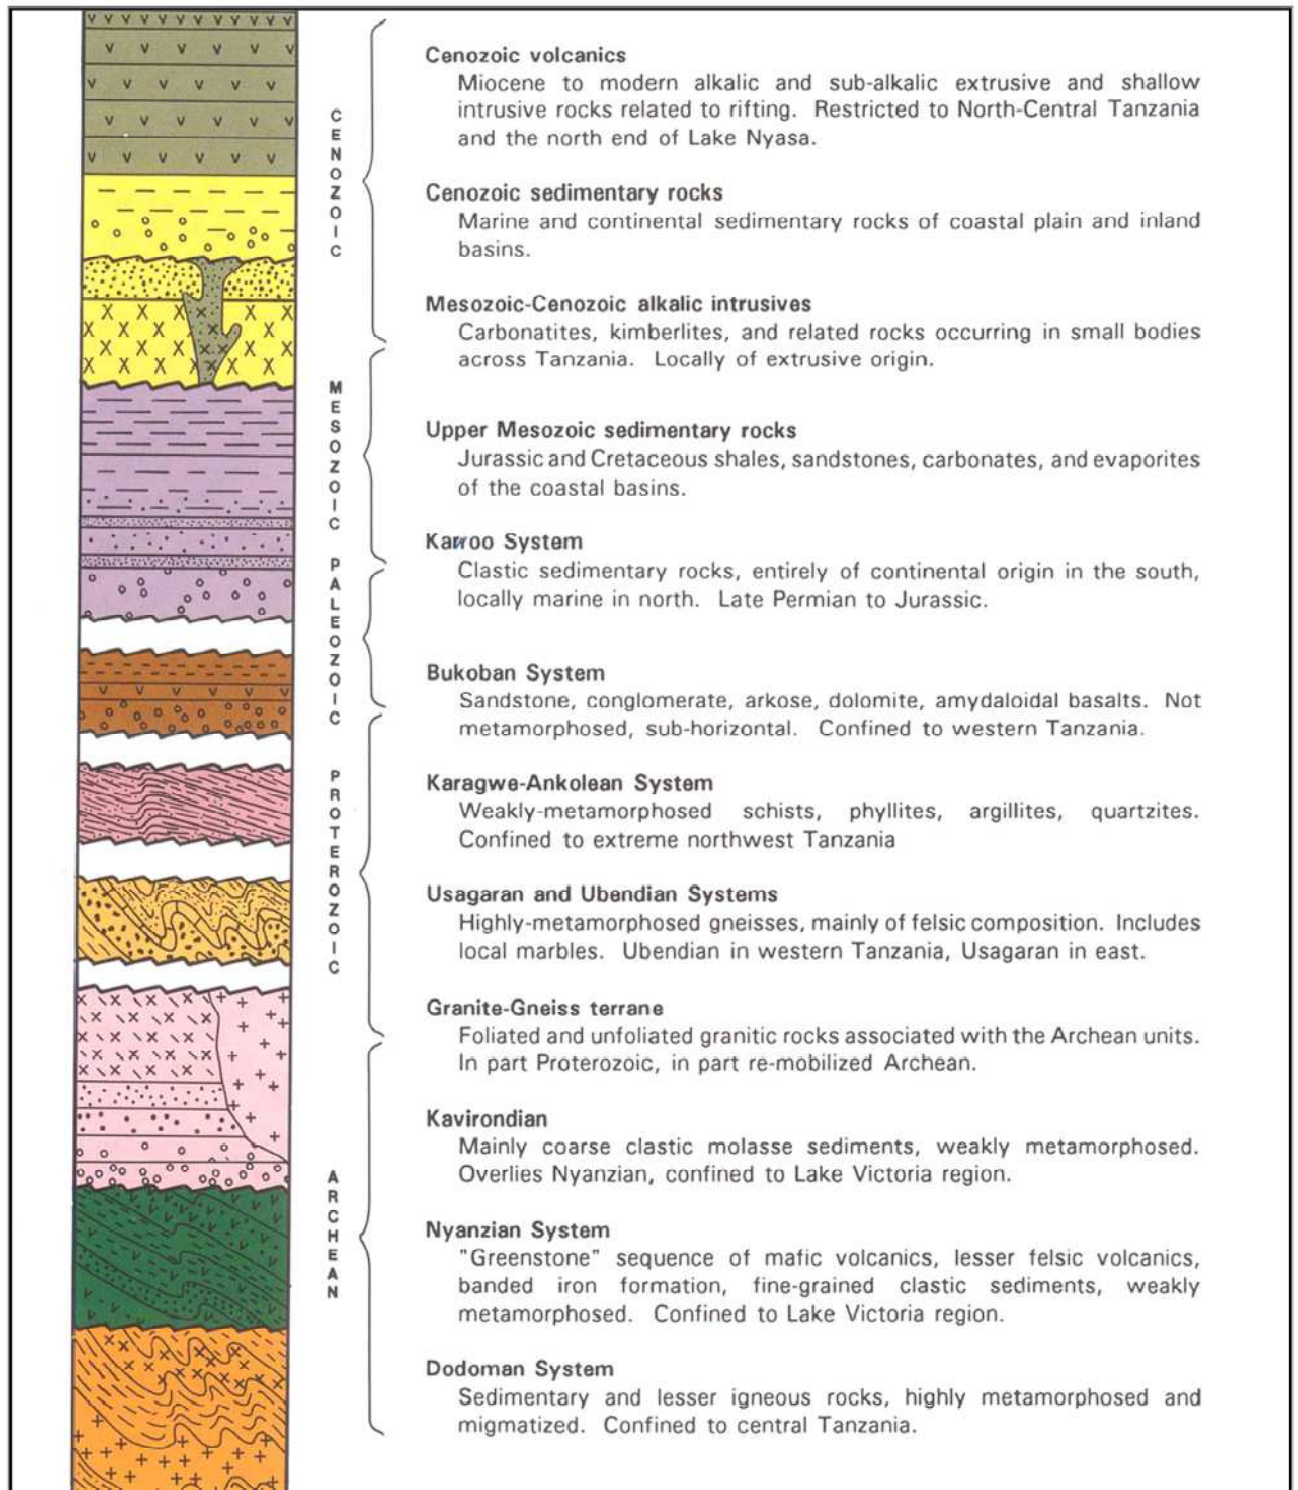 CENOZOIC
Cenozoic volcanics
Miocene to modern alkalic and sub-alkalic extrusive and shallow
intrusive rocks related to rifting. Restricted to North-Central Tanzania
and the north end of Lake Nyasa.
Cenozoic sedimentary rocks
Marine and continental sedimentary rocks of coastal plain and inland
basins.
Mesozoic-Cenozoic alkalic intrusives
Carbonatites, kimberlites, and related rocks occurring in small bodies
across Tanzania. Locally of extrusive origin.
MESOZOIC
Upper Mesozoic sedimentary rocks
Jurassic and Cretaceous shales, sandstones, carbonates, and evaporites
of the coastal basins.
Karroo System
Clastic sedimentary rocks, entirely of continental origin in the south,
locally marine in north. Late Permian to Jurassic.
PALEOZOIC
Bukoban System
Sandstone, conglomerate, arkose, dolomite, amydaloidal basalts. Not
metamorphosed, sub-horizontal. Confined to western Tanzania.
PROTEROZOIC
Karagwe-Ankolean System
Weakly-metamorphosed schists, phyllites, argillites, quartzites.
Confined to extreme northwest Tanzania
Usagaran and Ubendian Systems
Highly-metamorphosed gneisses, mainly of felsic composition. Includes
local marbles. Ubendian in western Tanzania, Usagaran in east.
Granite-Gneiss terrane
Foliated and unfoliated granitic rocks associated with the Archean units.
In part Proterozoic, in part re-mobilized Archean.
ARCHEAN
Kavirondian
Mainly coarse clastic molasse sediments, weakly metamorphosed.
Overlies Nyanzian, confined to Lake Victoria region.
Nyanzian System
"Greenstone" sequence of mafic volcanics, lesser felsic volcanics,
banded iron formation, fine-grained clastic sediments, weakly
metamorphosed. Confined to Lake Victoria region.
Dodoman System
Sedimentary and lesser igneous rocks, highly metamorphosed and
migmatized. Confined to central Tanzania.